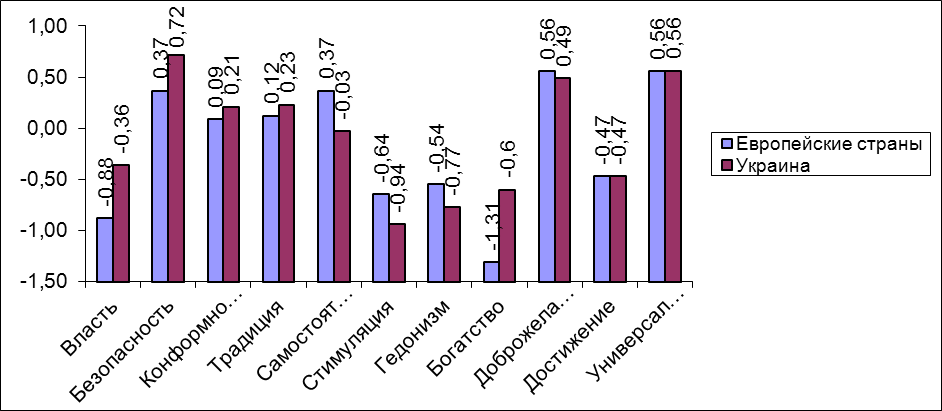 1,00
0,50
0,00
-0,50
-1,00
-1,50
-0,88
-0,36
0,37
0,72
0,09
0,21
0,12
0,23
0,37
-0,03
-0,64
-0,94
-0,54
-0,77
-1,31
-0,6
0,56
0,49
-0,47
-0,47
0,56
0,56
Власть
Безопасность
Конформно...
Традиция
Самостоят...
Стимуляция
Гедонизм
Богатство
Доброжела...
Достижение
Универсал...
Европейские страны
Украина